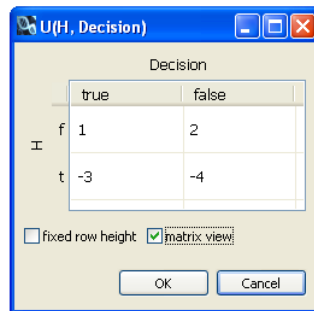 U(H, Decision)
Decision
true false
f 1 2
H
t -3 -4
fixed row height matrix view
OK Cancel